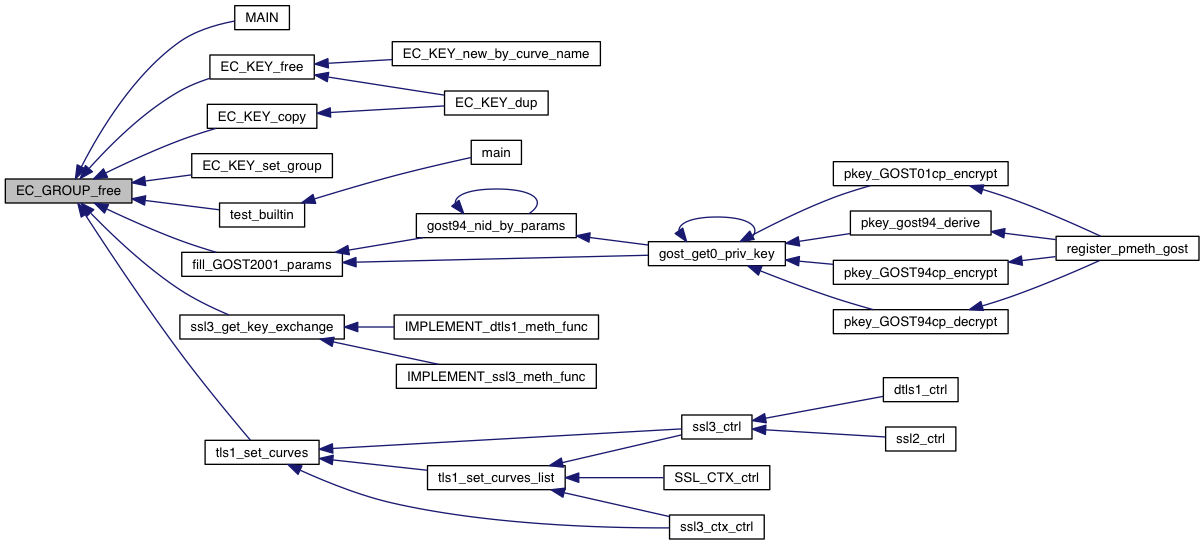 MAIN
EC_KEY_free
EC_KEY_new_by_curve_name
EC_KEY_dup
EC_KEY_copy
main
EC_KEY_set_group
pkey_GOST01cp_encrypt
EC_GROUP_free
test_builtin
gost94_nid_by_params
pkey_gost94_derive
register_pmeth_gost
gost_get0_priv_key
fill_GOST2001_params
pkey_GOST94cp_encrypt
pkey_GOST94cp_decrypt
ssl3_get_key_exchange
IMPLEMENT_dtls1_meth_func
IMPLEMENT_ssl3_meth_func
dtls1_ctrl
ssl3_ctrl
ssl2_ctrl
tls1_set_curves
tls1_set_curves_list
SSL_CTX_ctrl
ssl3_ctx_ctrl